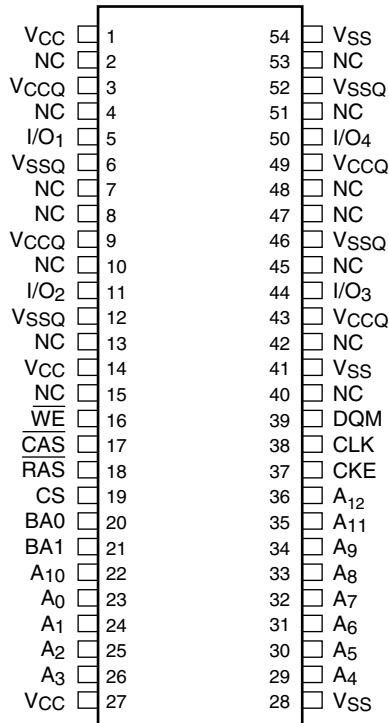 VCC 1 54 VSS
NC 2 53 NC
VCCQ 3 52 VSSQ
NC 4 51 NC
I/O1 5 50 I/O4
VSSQ 6 49 VCCQ
NC 7 48 NC
NC 8 47 NC
VCCQ 9 46 VSSQ
NC 10 45 NC
I/O2 11 44 I/O3
VSSQ 12 43 VCCQ
NC 13 42 NC
VCC 14 41 VSS
NC 15 40 NC
W̅E̅ 16 39 DQM
C̅A̅S̅ 17 38 CLK
R̅A̅S̅ 18 37 CKE
CS 19 36 A12
BA0 20 35 A11
BA1 21 34 A9
A10 22 33 A8
A0 23 32 A7
A1 24 31 A6
A2 25 30 A5
A3 26 29 A4
VCC 27 28 VSS